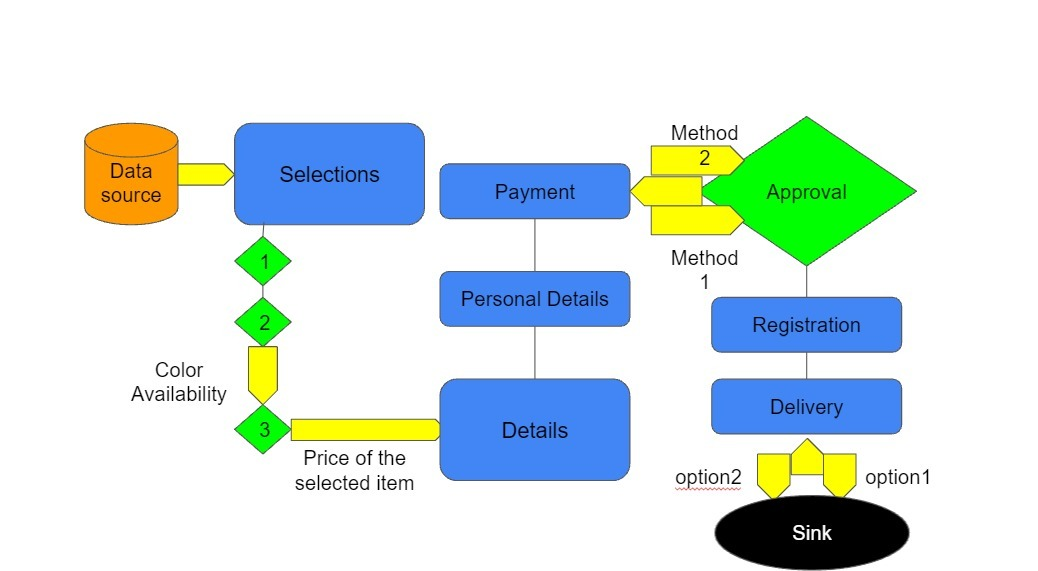 Data
source
Selections
1
2
Color
Availability
3
Price of the
selected item
Payment
Personal Details
Details
Method
2
Approval
Method
1
Registration
Delivery
option2
option1
Sink